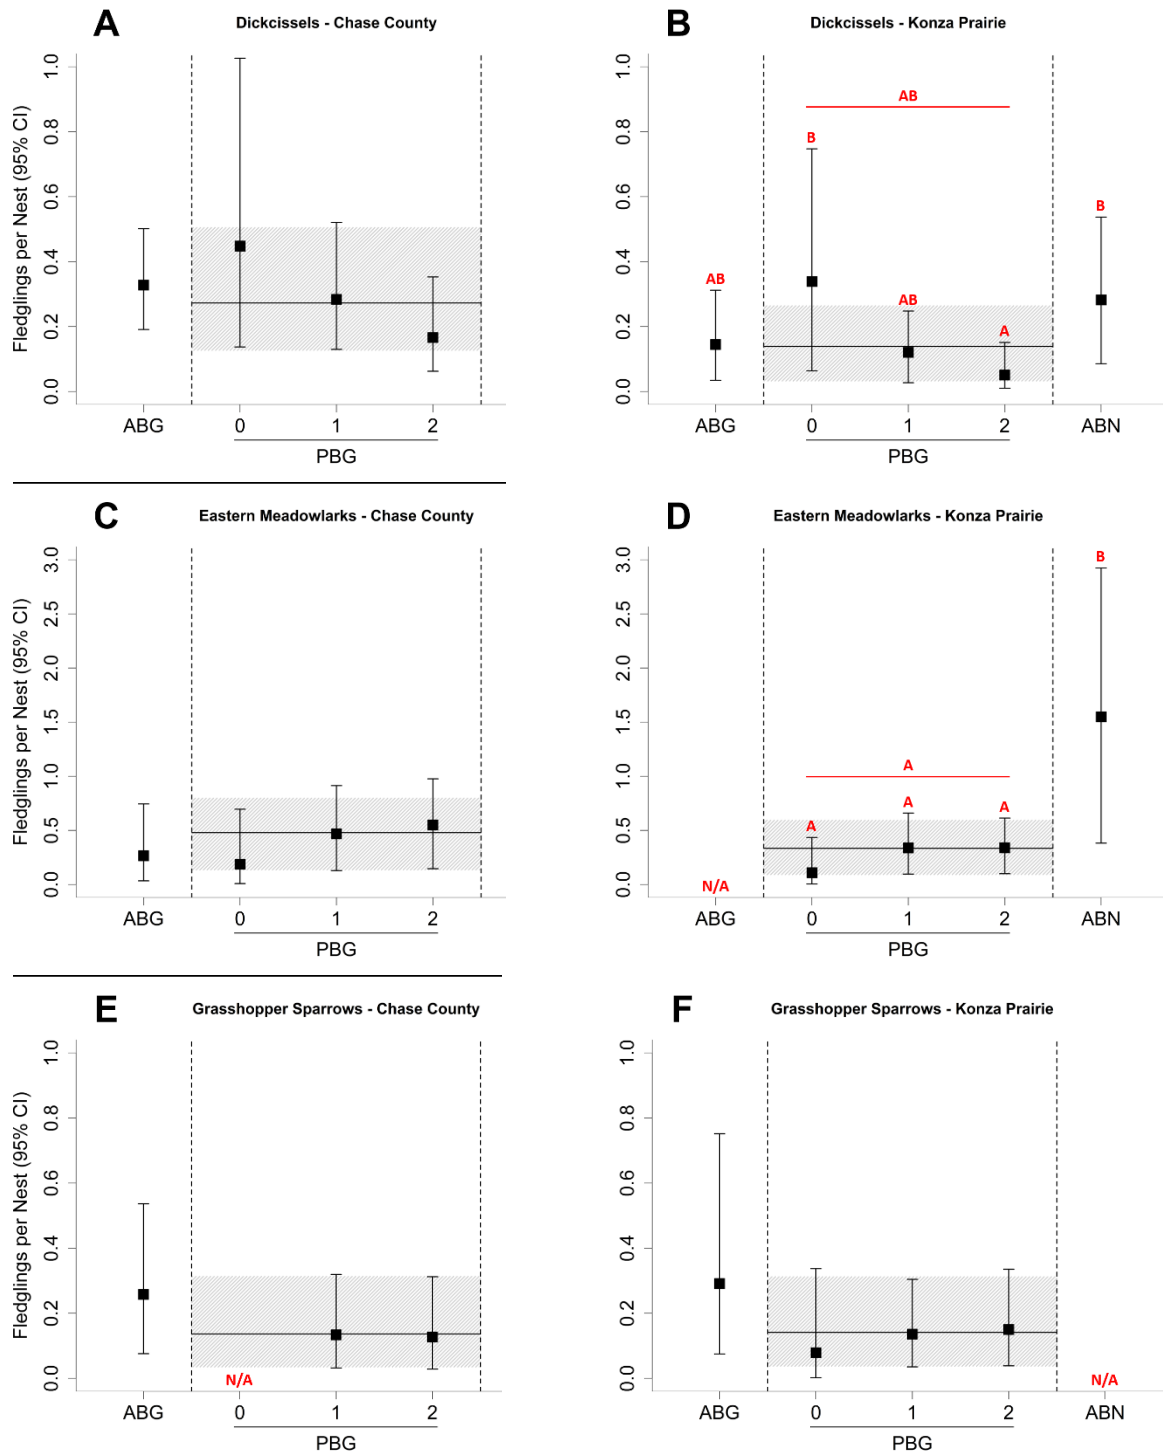 A
Dickcissels - Chase County
Fledglings per Nest (95% CI)
1.0
0.8
0.6
0.4
0.2
0.0
ABG
0
1
2
PBG
B
Dickcissels - Konza Prairie
1.0
0.8
0.6
0.4
0.2
0.0
AB
B
B
AB
AB
A
ABG
0
1
2
ABN
PBG
C
Eastern Meadowlarks - Chase County
Fledglings per Nest (95% CI)
3.0
2.5
2.0
1.5
1.0
0.5
0.0
ABG
0
1
2
PBG
D
Eastern Meadowlarks - Konza Prairie
3.0
2.5
2.0
1.5
1.0
0.5
0.0
B
A
A
A
A
N/A
ABG
0
1
2
ABN
PBG
E
Grasshopper Sparrows - Chase County
Fledglings per Nest (95% CI)
1.0
0.8
0.6
0.4
0.2
0.0
N/A
ABG
0
1
2
PBG
F
Grasshopper Sparrows - Konza Prairie
1.0
0.8
0.6
0.4
0.2
0.0
N/A
ABG
0
1
2
ABN
PBG